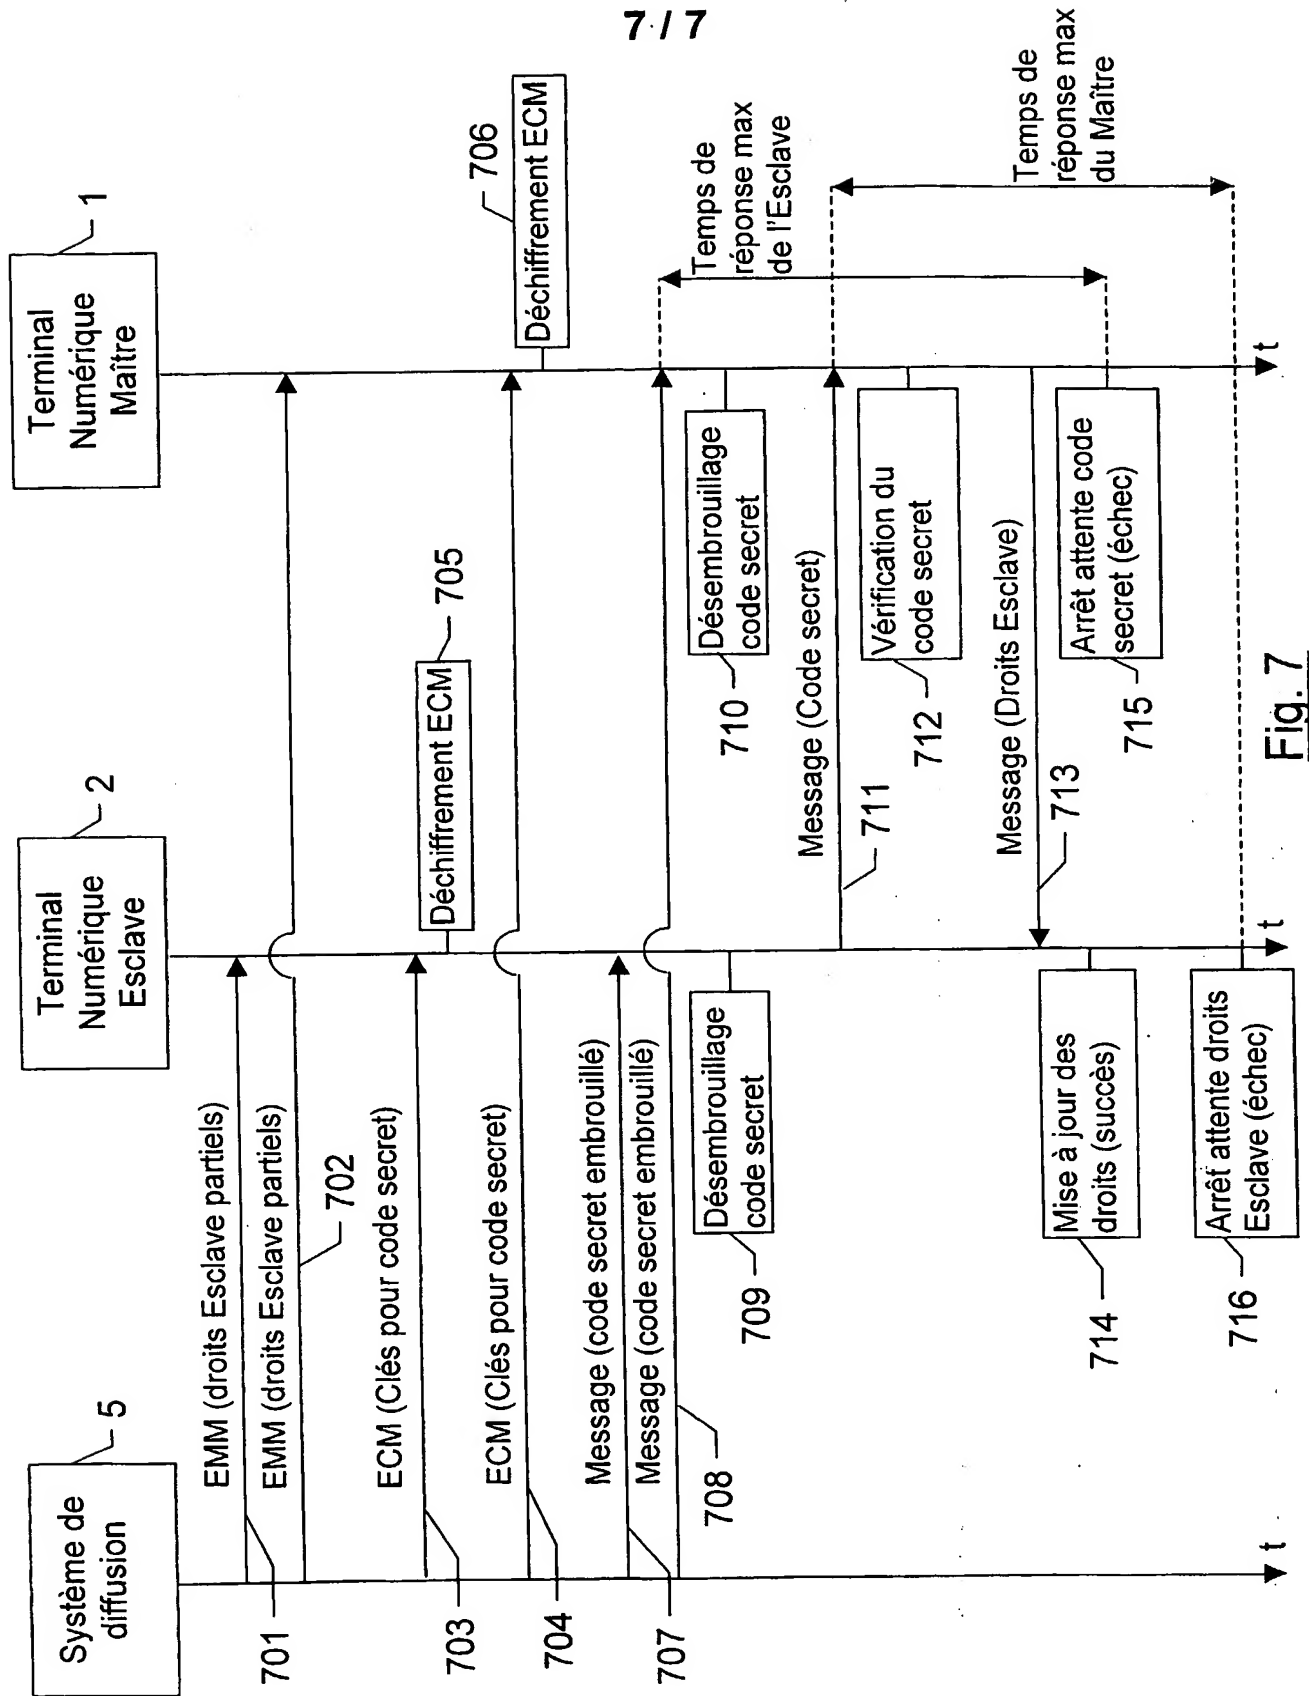 7 / 7
Système de
diffusion
5
Terminal
Numérique
Esclave
2
Terminal
Numérique
Maître
1
EMM (droits Esclave partiels)
701
EMM (droits Esclave partiels)
702
ECM (Clés pour code secret)
703
Déchiffrement ECM
705
ECM (Clés pour code secret)
704
Déchiffrement ECM
706
Message (code secret embrouillé)
707
Message (code secret embrouillé)
708
Désembrouillage
code secret
709
Désembrouillage
code secret
710
Temps de
réponse max
de l'Esclave
Message (Code secret)
711
Vérification du
code secret
712
Temps de
réponse max
du Maître
Message (Droits Esclave)
713
Mise à jour des
droits (succès)
714
Arrêt attente code
secret (échec)
715
Arrêt attente droits
Esclave (échec)
716
t
t
t
Fig. 7